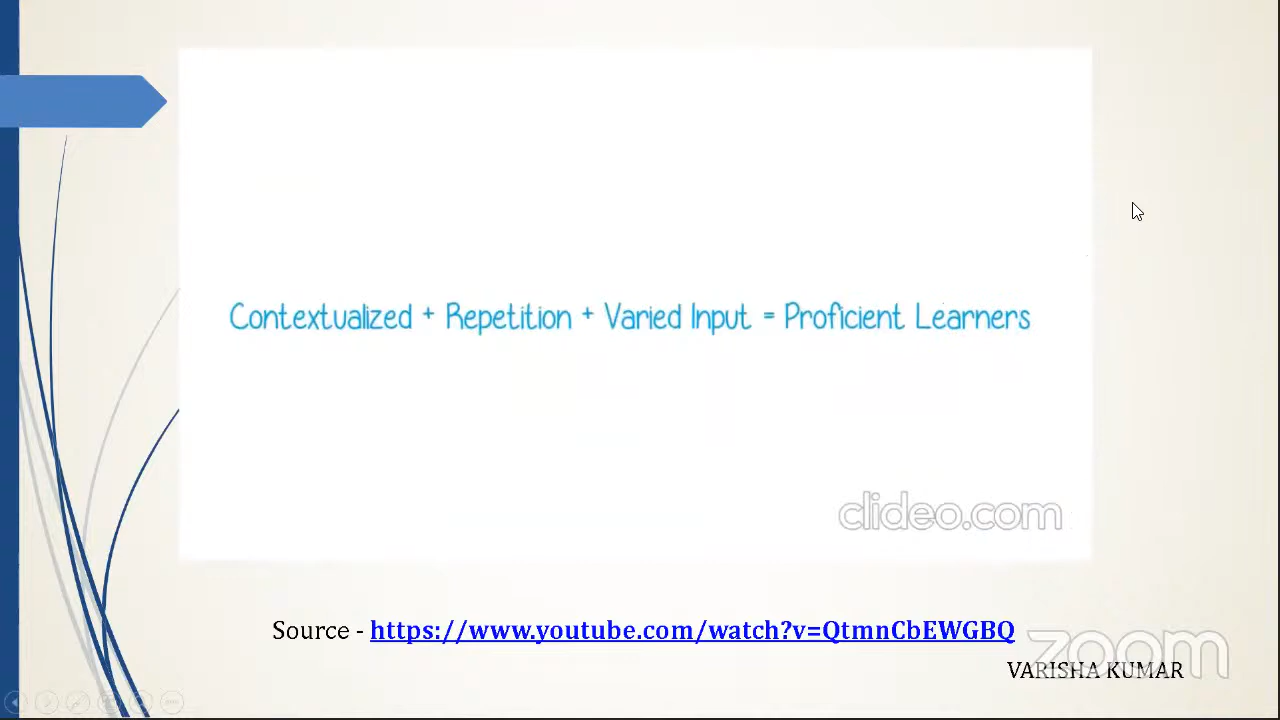 Contextualized + Repetition + Varied Input = Proficient Learners
clideo.com
Source - https://www.youtube.com/watch?v=QtmnCbEWGBQ
zoom
VARISHA KUMAR